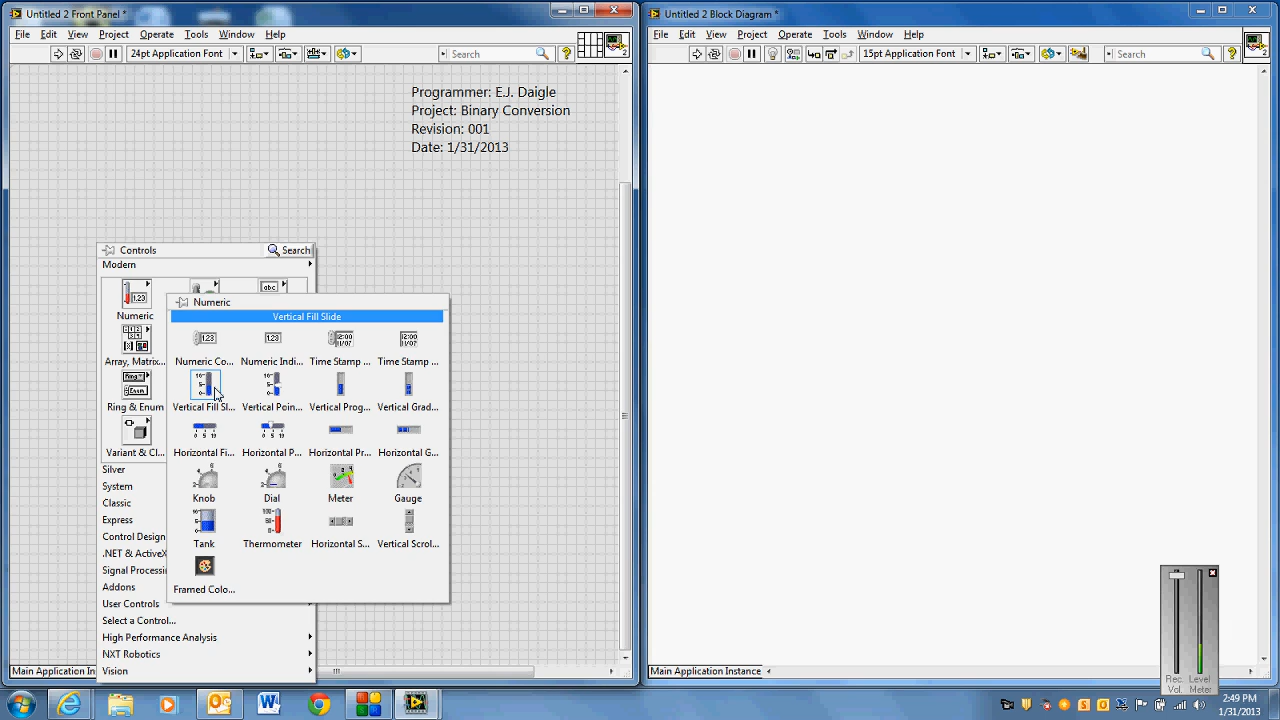 Untitled 2 Front Panel *
File Edit View Project Operate Tools Window Help
24pt Application Font
Search
2
Programmer: E.J. Daigle
Project: Binary Conversion
Revision: 001
Date: 1/31/2013
Controls
Search
Modern
Numeric
Array, Matrix...
Ring & Enum
Variant & Cl...
Silver
System
Classic
Express
Control Design
.NET & ActiveX
Signal Processi
Addons
User Controls
Select a Control...
High Performance Analysis
NXT Robotics
Vision
Numeric
Vertical Fill Slide
Numeric Co... Numeric Indi... Time Stamp ... Time Stamp ...
Vertical Fill Sl... Vertical Poin... Vertical Prog... Vertical Grad...
Horizontal Fi... Horizontal P... Horizontal Pr... Horizontal G...
Knob Dial Meter Gauge
Tank Thermometer Horizontal S... Vertical Scrol...
Framed Colo...
Main Application In
Untitled 2 Block Diagram *
File Edit View Project Operate Tools Window Help
15pt Application Font
Search
2
Main Application Instance
Rec. Level
Vol. Meter
2:49 PM
1/31/2013